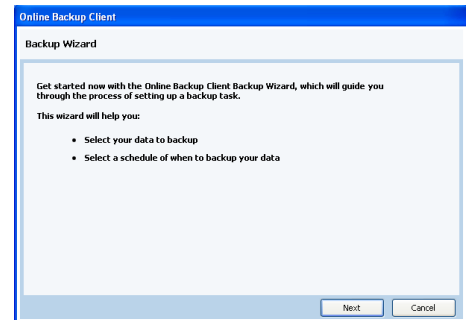 Online Backup Client
Backup Wizard
Get started now with the Online Backup Client Backup Wizard, which will guide you
through the process of setting up a backup task.
This wizard will help you:
• Select your data to backup
• Select a schedule of when to backup your data
Next Cancel